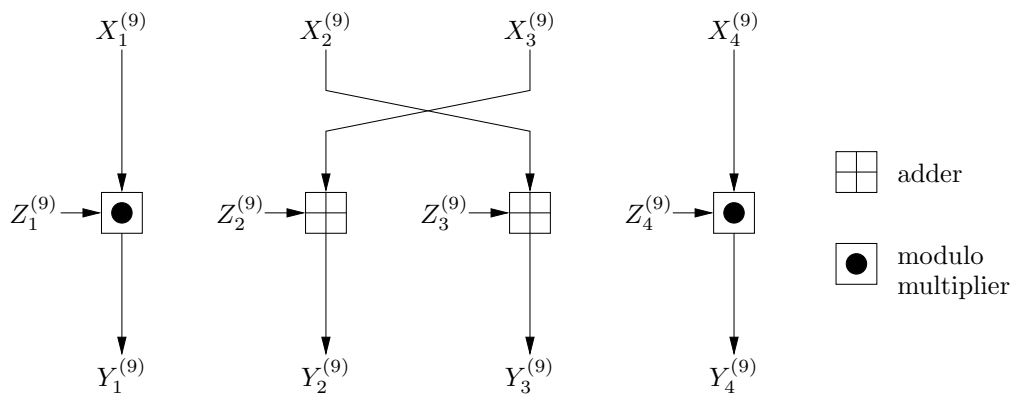 X_1^{(9)} X_2^{(9)} X_3^{(9)} X_4^{(9)}
adder
Z_1^{(9)} Z_2^{(9)} Z_3^{(9)} Z_4^{(9)}
modulo
multiplier
Y_1^{(9)} Y_2^{(9)} Y_3^{(9)} Y_4^{(9)}